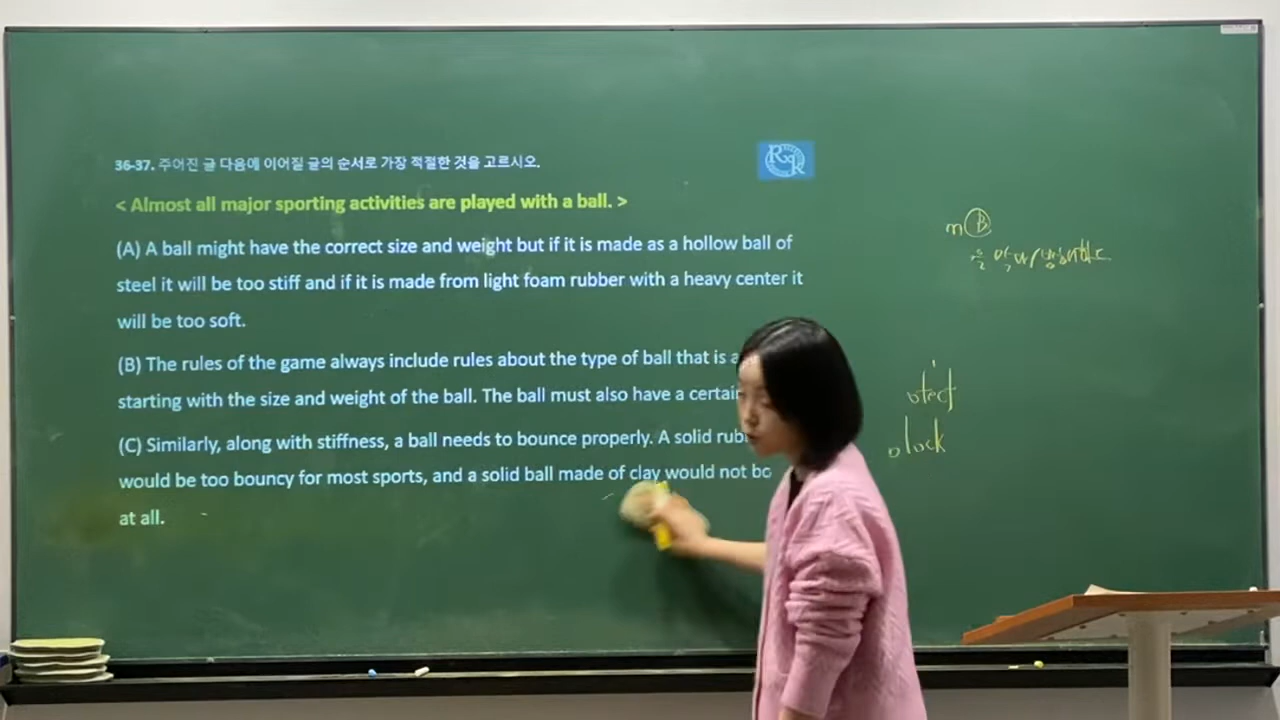 36-37. 주어진 글 다음에 이어질 글의 순서로 가장 적절한 것을 고르시오.
< Almost all major sporting activities are played with a ball. >
(A) A ball might have the correct size and weight but if it is made as a hollow ball of
steel it will be too stiff and if it is made from light foam rubber with a heavy center it
will be too soft.
(B) The rules of the game always include rules about the type of ball that is a
starting with the size and weight of the ball. The ball must also have a certain
(C) Similarly, along with stiffness, a ball needs to bounce properly. A solid rub
would be too bouncy for most sports, and a solid ball made of clay would not bo
at all.
m B